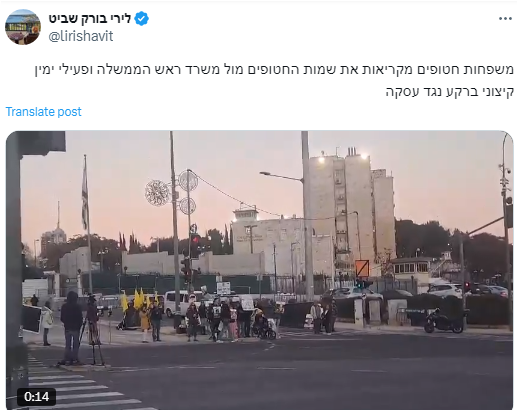 לירי בורק שביט
@lirishavit
משפחות חטופים מקריאות את שמות החטופים מול משרד ראש הממשלה ופעילי ימין
קיצוני ברקע נגד עסקה
Translate post
0:14